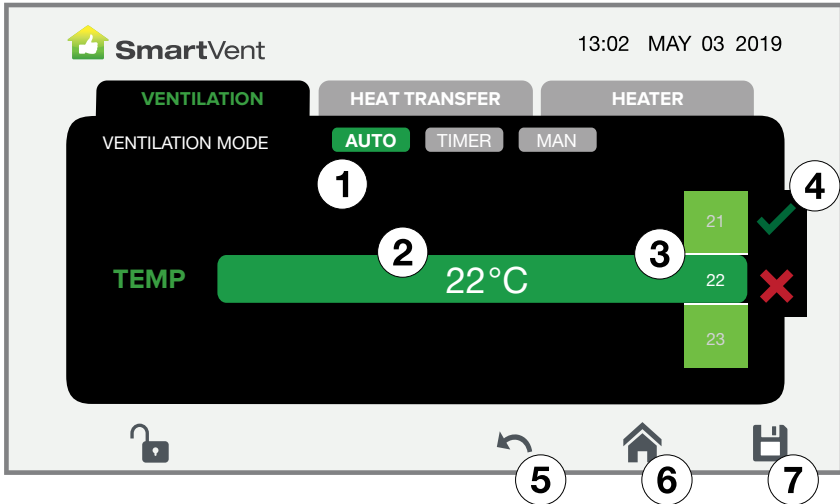 SmartVent
13:02 MAY 03 2019
VENTILATION HEAT TRANSFER HEATER
VENTILATION MODE AUTO TIMER MAN
1
4
21
2
3
TEMP 22°C 22
23
5
6
7